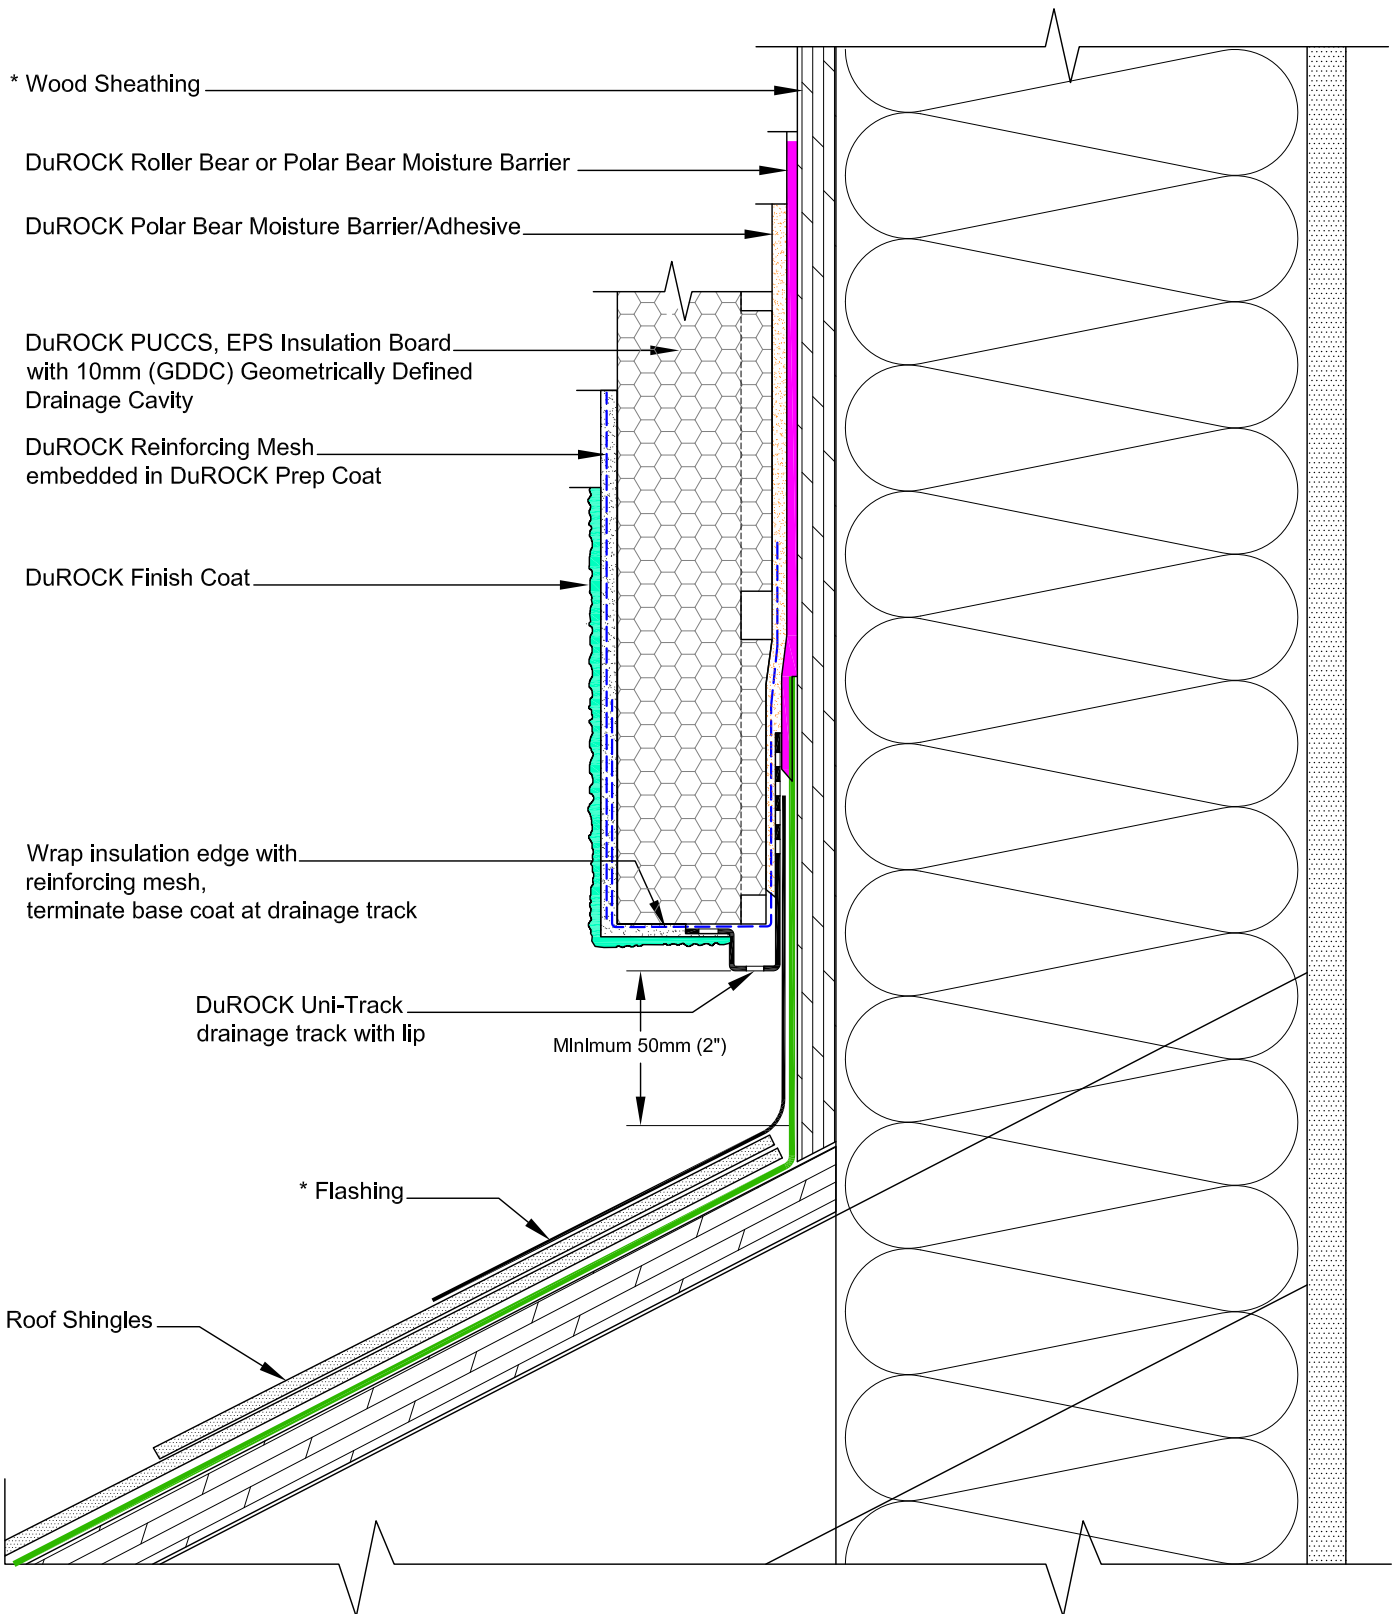 * Wood Sheathing
DuROCK Roller Bear or Polar Bear Moisture Barrier
DuROCK Polar Bear Moisture Barrier/Adhesive
DuROCK PUCCS, EPS Insulation Board
with 10mm (GDDC) Geometrically Defined
Drainage Cavity
DuROCK Reinforcing Mesh
embedded in DuROCK Prep Coat
DuROCK Finish Coat
Wrap insulation edge with
reinforcing mesh,
terminate base coat at drainage track
DuROCK Uni-Track
drainage track with lip
MInImum 50mm (2")
* Flashing
Roof Shingles